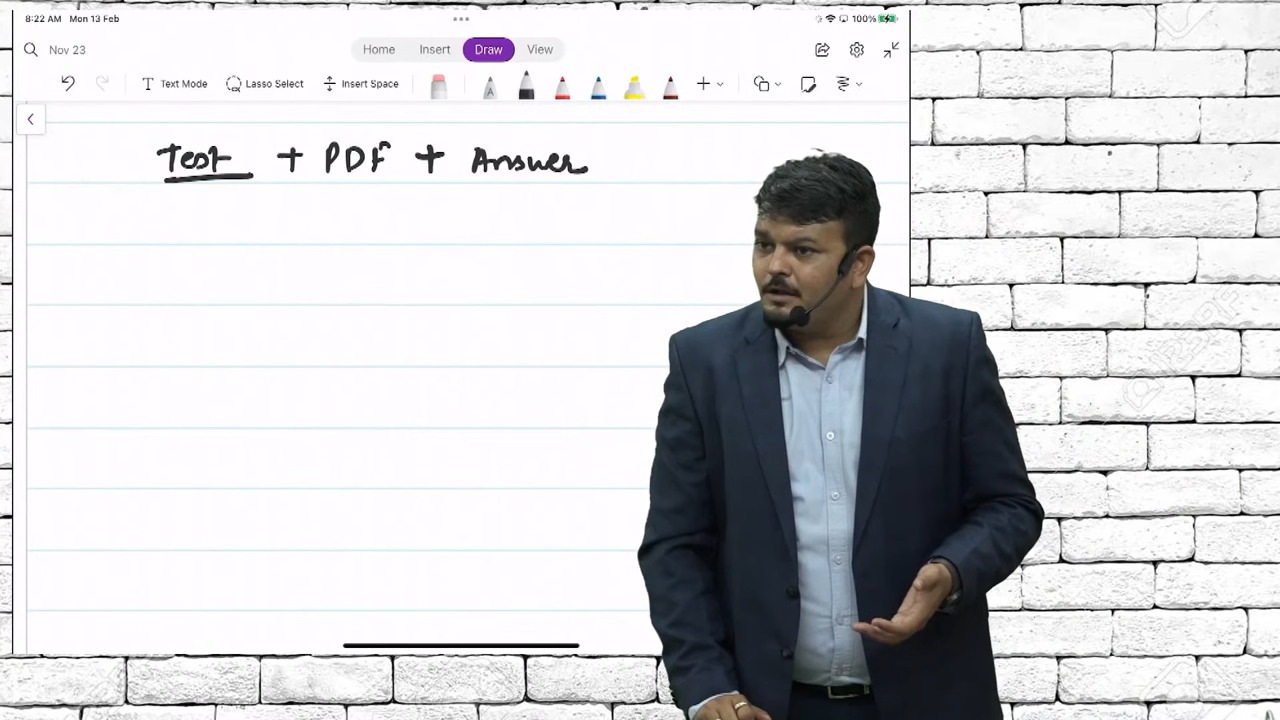 8:22 AM Mon 13 Feb
100%
Nov 23
Home Insert Draw View
Text Mode Lasso Select Insert Space
A
Test + PDF + Answer